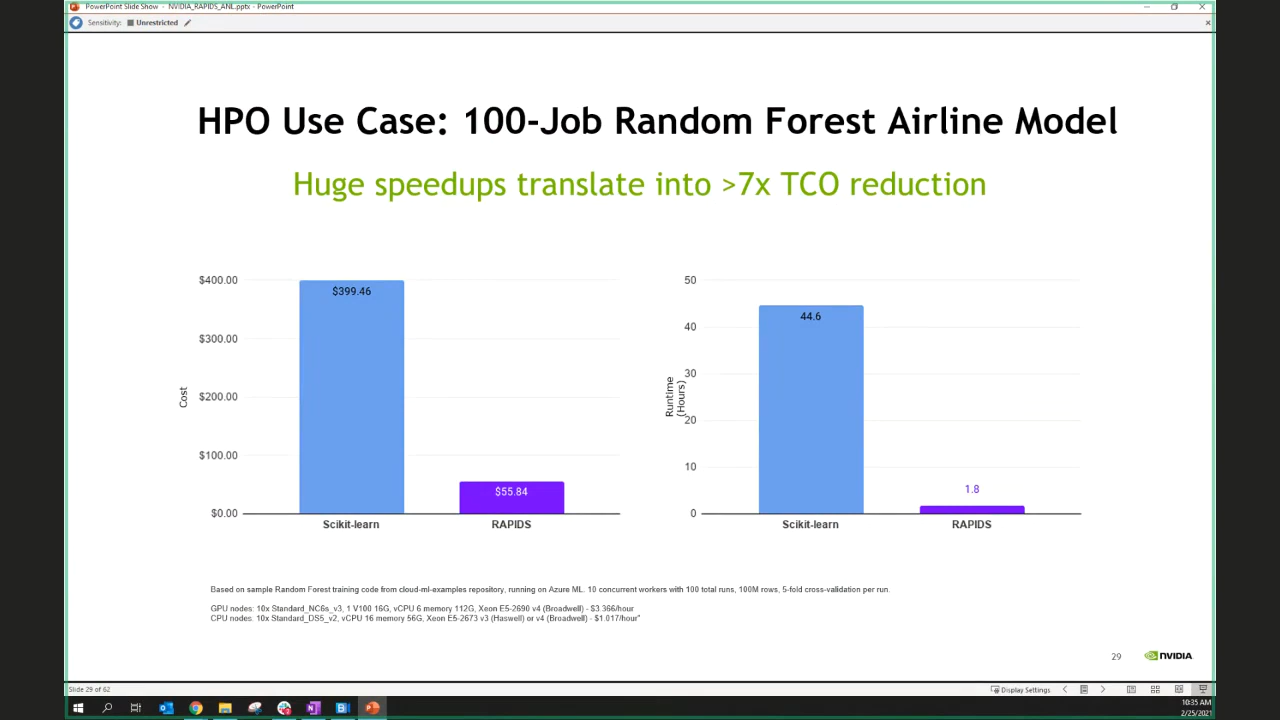 PowerPoint Slide Show - NVIDIA_RAPIDS_ANL.pptx - PowerPoint
Sensitivity: Unrestricted
HPO Use Case: 100-Job Random Forest Airline Model
Huge speedups translate into >7x TCO reduction
Cost
$400.00
$300.00
$200.00
$100.00
$0.00
$399.46
$55.84
Scikit-learn
RAPIDS
Runtime
(Hours)
50
40
30
20
10
0
44.6
1.8
Scikit-learn
RAPIDS
Based on sample Random Forest training code from cloud-ml-examples repository, running on Azure ML. 10 concurrent workers with 100 total runs, 100M rows, 5-fold cross-validation per run.
GPU nodes: 10x Standard_NC6s_v3, 1 V100 16G, vCPU 6 memory 112G, Xeon E5-2690 v4 (Broadwell) - $3.366/hour
CPU nodes: 10x Standard_DS5_v2, vCPU 16 memory 56G, Xeon E5-2673 v3 (Haswell) or v4 (Broadwell) - $1.017/hour"
29
NVIDIA
Slide 29 of 62
Display Settings
10:35 AM
2/25/2021